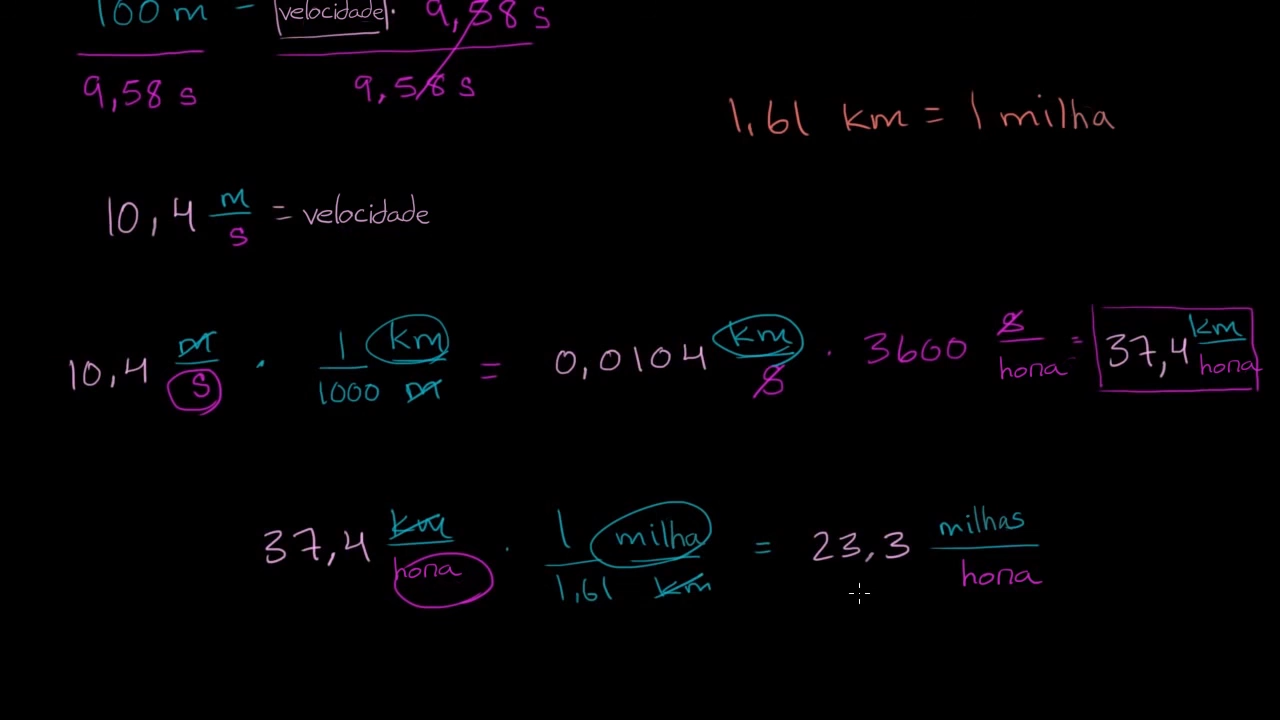 100 m = velocidade · 9,58 s
9,58 s 9,58 s
1,61 km = 1 milha
10,4 m/s = velocidade
10,4 m/s · 1 km/1000 m = 0,0104 km/s · 3600 s/hora = 37,4 km/hora
37,4 km/hora · 1 milha/1,61 km = 23,3 milhas/hora